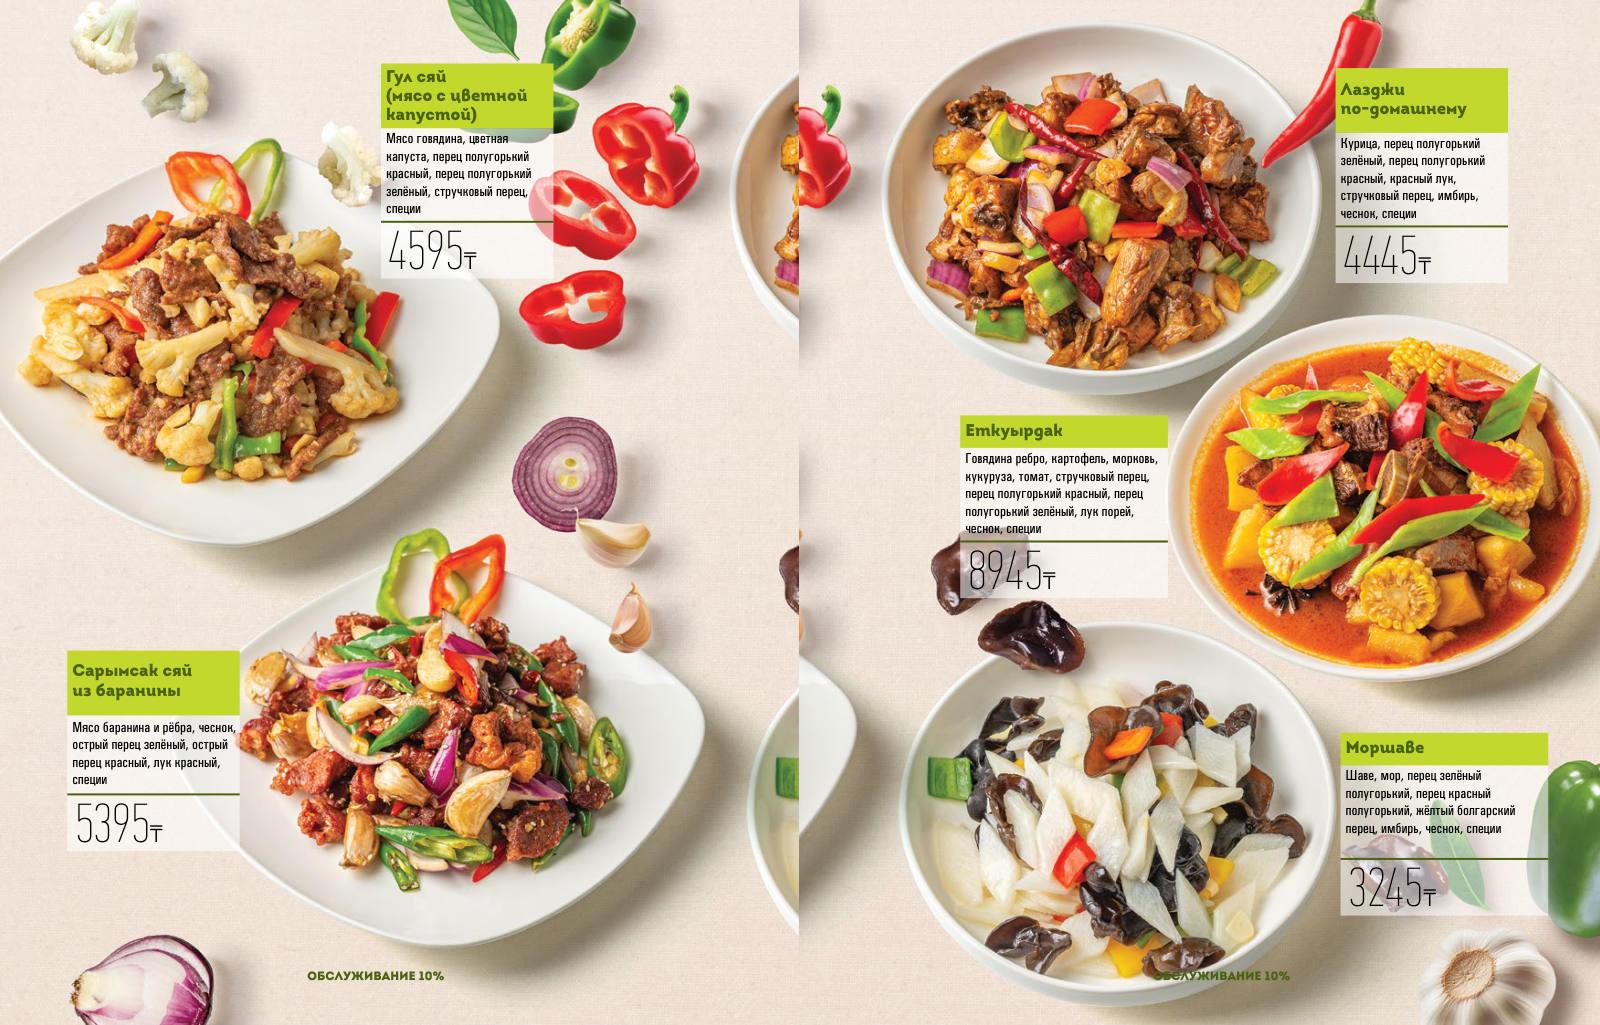 Гул сяй
(мясо с цветной
капустой)
Мясо говядина, цветная
капуста, перец полугорький
красный, перец полугорький
зелёный, стручковый перец,
специи
4595₸
Сарымсак сяй
из баранины
Мясо баранина и рёбра, чеснок,
острый перец зелёный, острый
перец красный, лук красный,
специи
5395₸
ОБСЛУЖИВАНИЕ 10%
Лазджи
по-домашнему
Курица, перец полугорький
зелёный, перец полугорький
красный, красный лук,
стручковый перец, имбирь,
чеснок, специи
4445₸
Еткуырдак
Говядина ребро, картофель, морковь,
кукуруза, томат, стручковый перец,
перец полугорький красный, перец
полугорький зелёный, лук порей,
чеснок, специи
8945₸
Моршаве
Шаве, мор, перец зелёный
полугорький, перец красный
полугорький, жёлтый болгарский
перец, имбирь, чеснок, специи
3245₸
ОБСЛУЖИВАНИЕ 10%